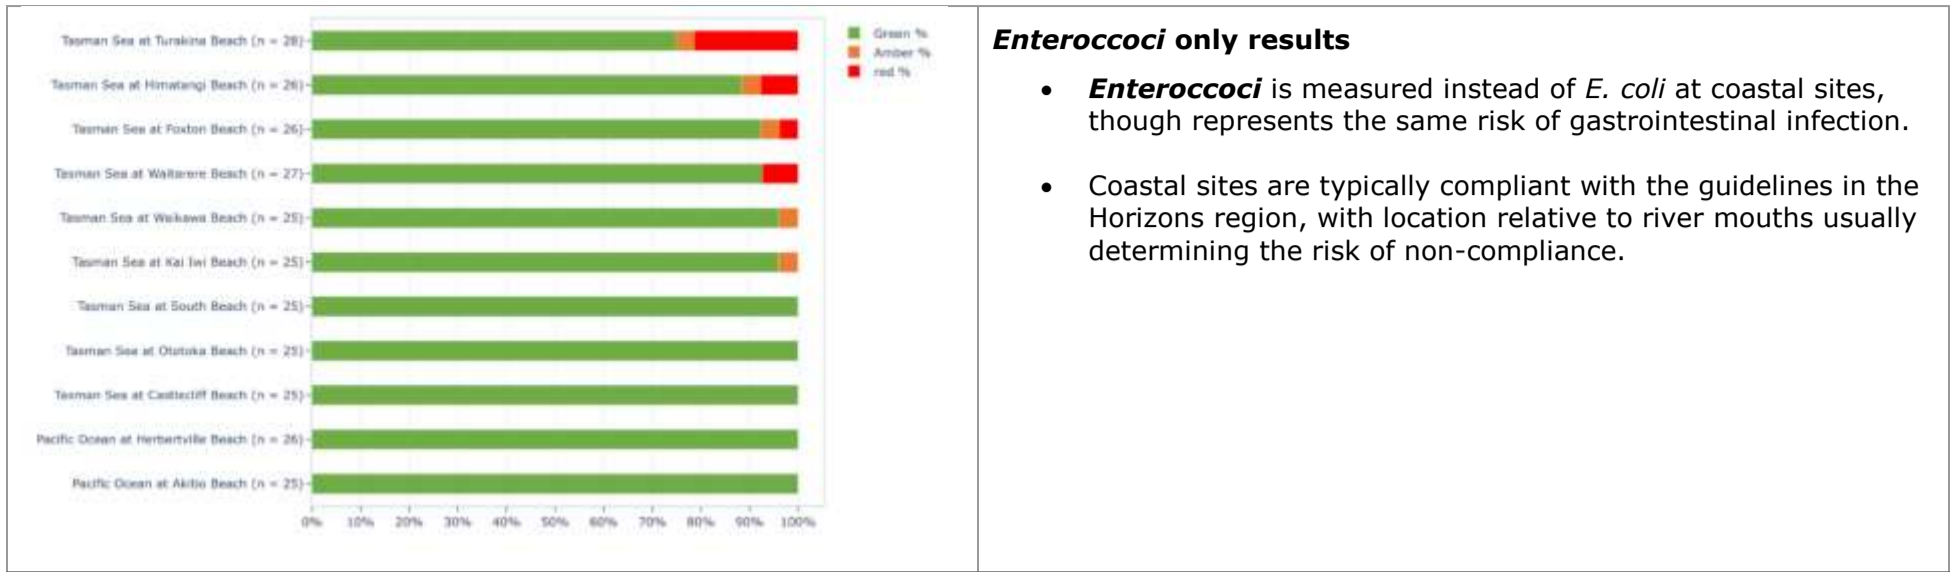 Tasman Sea at Turakina Beach (n = 28)
Tasman Sea at Himatangi Beach (n = 26)
Tasman Sea at Foxton Beach (n = 26)
Tasman Sea at Waitarere Beach (n = 27)
Tasman Sea at Waikawa Beach (n = 25)
Tasman Sea at Kai Iwi Beach (n = 25)
Tasman Sea at South Beach (n = 25)
Tasman Sea at Ototoka Beach (n = 25)
Tasman Sea at Castlecliff Beach (n = 25)
Pacific Ocean at Herbertville Beach (n = 26)
Pacific Ocean at Akitio Beach (n = 25)
0% 10% 20% 30% 40% 50% 60% 70% 80% 90% 100%
Green %
Amber %
red %
Enteroccoci only results
• Enteroccoci is measured instead of E. coli at coastal sites,
though represents the same risk of gastrointestinal infection.
• Coastal sites are typically compliant with the guidelines in the
Horizons region, with location relative to river mouths usually
determining the risk of non-compliance.